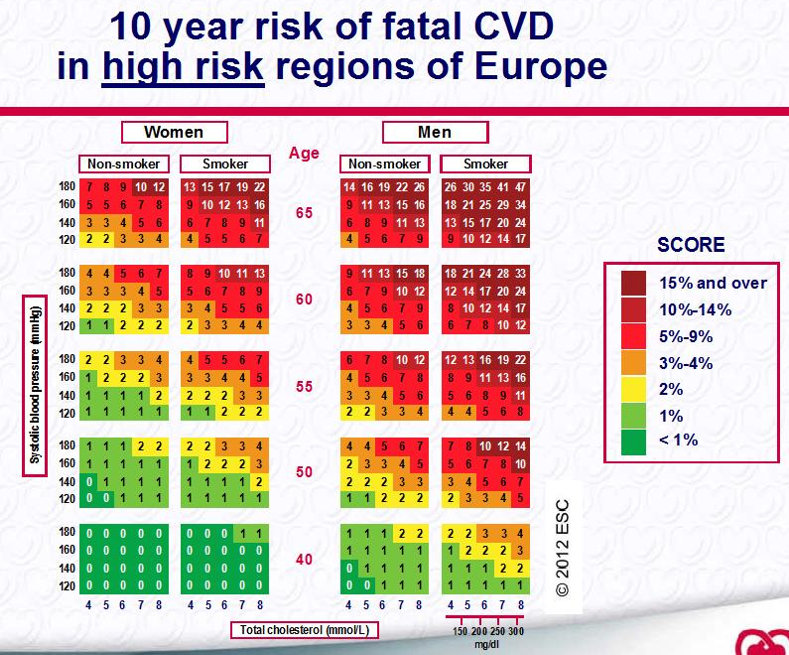 10 year risk of fatal CVD
in high risk regions of Europe
Women Men
Age
Non-smoker Smoker Non-smoker Smoker
180 7 8 9 10 12 13 15 17 19 22 14 16 19 22 26 26 30 35 41 47
160 5 5 6 7 8 9 10 12 13 16 9 11 13 15 16 18 21 25 29 34
65
140 3 3 4 5 6 6 7 8 9 11 6 8 9 11 13 13 15 17 20 24
120 2 2 3 3 4 4 5 5 6 7 4 5 6 7 9 9 10 12 14 17
180 4 4 5 6 7 8 9 10 11 13 9 11 13 15 18 18 21 24 28 33
160 3 3 3 4 5 5 6 7 8 9 6 7 9 10 12 12 14 17 20 24
60
140 2 2 2 3 3 3 4 5 5 6 4 5 6 7 9 8 10 12 14 17
120 1 1 2 2 2 2 3 3 4 4 3 3 4 5 6 6 7 8 10 12
180 2 2 3 3 4 4 5 5 6 7 6 7 8 10 12 12 13 16 19 22
160 1 2 2 2 3 3 3 4 4 5 4 5 6 7 8 8 9 11 13 16
55
140 1 1 1 1 2 2 2 2 3 3 3 3 4 5 6 5 6 8 9 11
120 1 1 1 1 1 1 1 2 2 2 2 2 3 3 4 4 4 5 6 8
180 1 1 1 2 2 2 2 3 3 4 4 4 5 6 7 7 8 10 12 14
160 1 1 1 1 1 1 2 2 2 3 2 3 3 4 5 5 6 7 8 10
50
140 0 1 1 1 1 1 1 1 1 2 2 2 2 3 3 3 4 5 6 7
120 0 0 1 1 1 1 1 1 1 1 1 1 2 2 2 2 3 3 4 5
180 0 0 0 0 0 0 0 0 1 1 1 1 1 2 2 2 2 3 3 4
160 0 0 0 0 0 0 0 0 0 0 1 1 1 1 1 1 2 2 2 3
40
140 0 0 0 0 0 0 0 0 0 0 0 1 1 1 1 1 1 1 2 2
120 0 0 0 0 0 0 0 0 0 0 0 0 1 1 1 1 1 1 1 1
4 5 6 7 8 4 5 6 7 8 4 5 6 7 8 4 5 6 7 8
Total cholesterol (mmol/L)
150 200 250 300
mg/dl
Systolic blood pressure (mmHg)
SCORE
15% and over
10%-14%
5%-9%
3%-4%
2%
1%
< 1%
© 2012 ESC